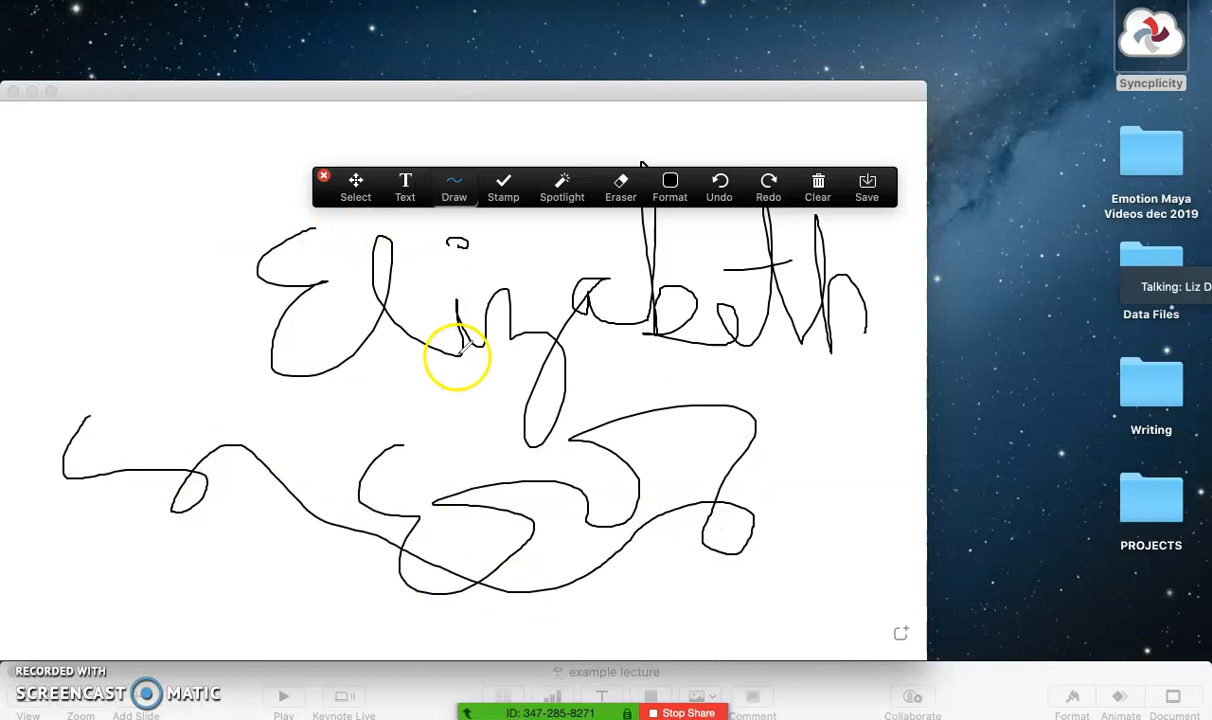 Syncplicity
Select Text Draw Stamp Spotlight Eraser Format Undo Redo Clear Save
Emotion Maya
Videos dec 2019
Elizabeth
Talking: Liz D
Data Files
Writing
PROJECTS
example lecture
RECORDED WITH
SCREENCAST MATIC
View Zoom Add Slide Play Keynote Live Comment Collaborate Format Animate Document
ID: 347-285-8271 Stop Share